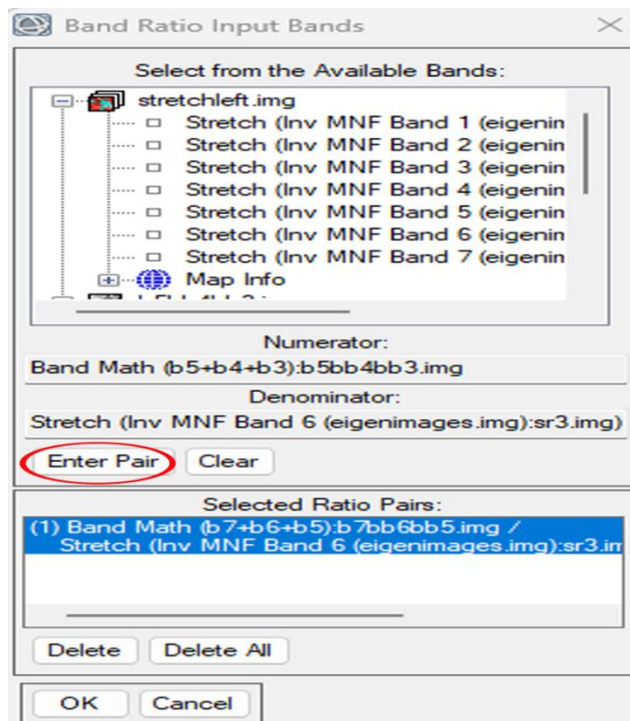 Band Ratio Input Bands
Select from the Available Bands:
stretchleft.img
Stretch (Inv MNF Band 1 (eigenin
Stretch (Inv MNF Band 2 (eigenin
Stretch (Inv MNF Band 3 (eigenin
Stretch (Inv MNF Band 4 (eigenin
Stretch (Inv MNF Band 5 (eigenin
Stretch (Inv MNF Band 6 (eigenin
Stretch (Inv MNF Band 7 (eigenin
Map Info
Numerator:
Band Math (b5+b4+b3):b5bb4bb3.img
Denominator:
Stretch (Inv MNF Band 6 (eigenimages.img):sr3.img)
Enter Pair Clear
Selected Ratio Pairs:
(1) Band Math (b7+b6+b5):b7bb6bb5.img /
Stretch (Inv MNF Band 6 (eigenimages.img):sr3.im
Delete Delete All
OK Cancel